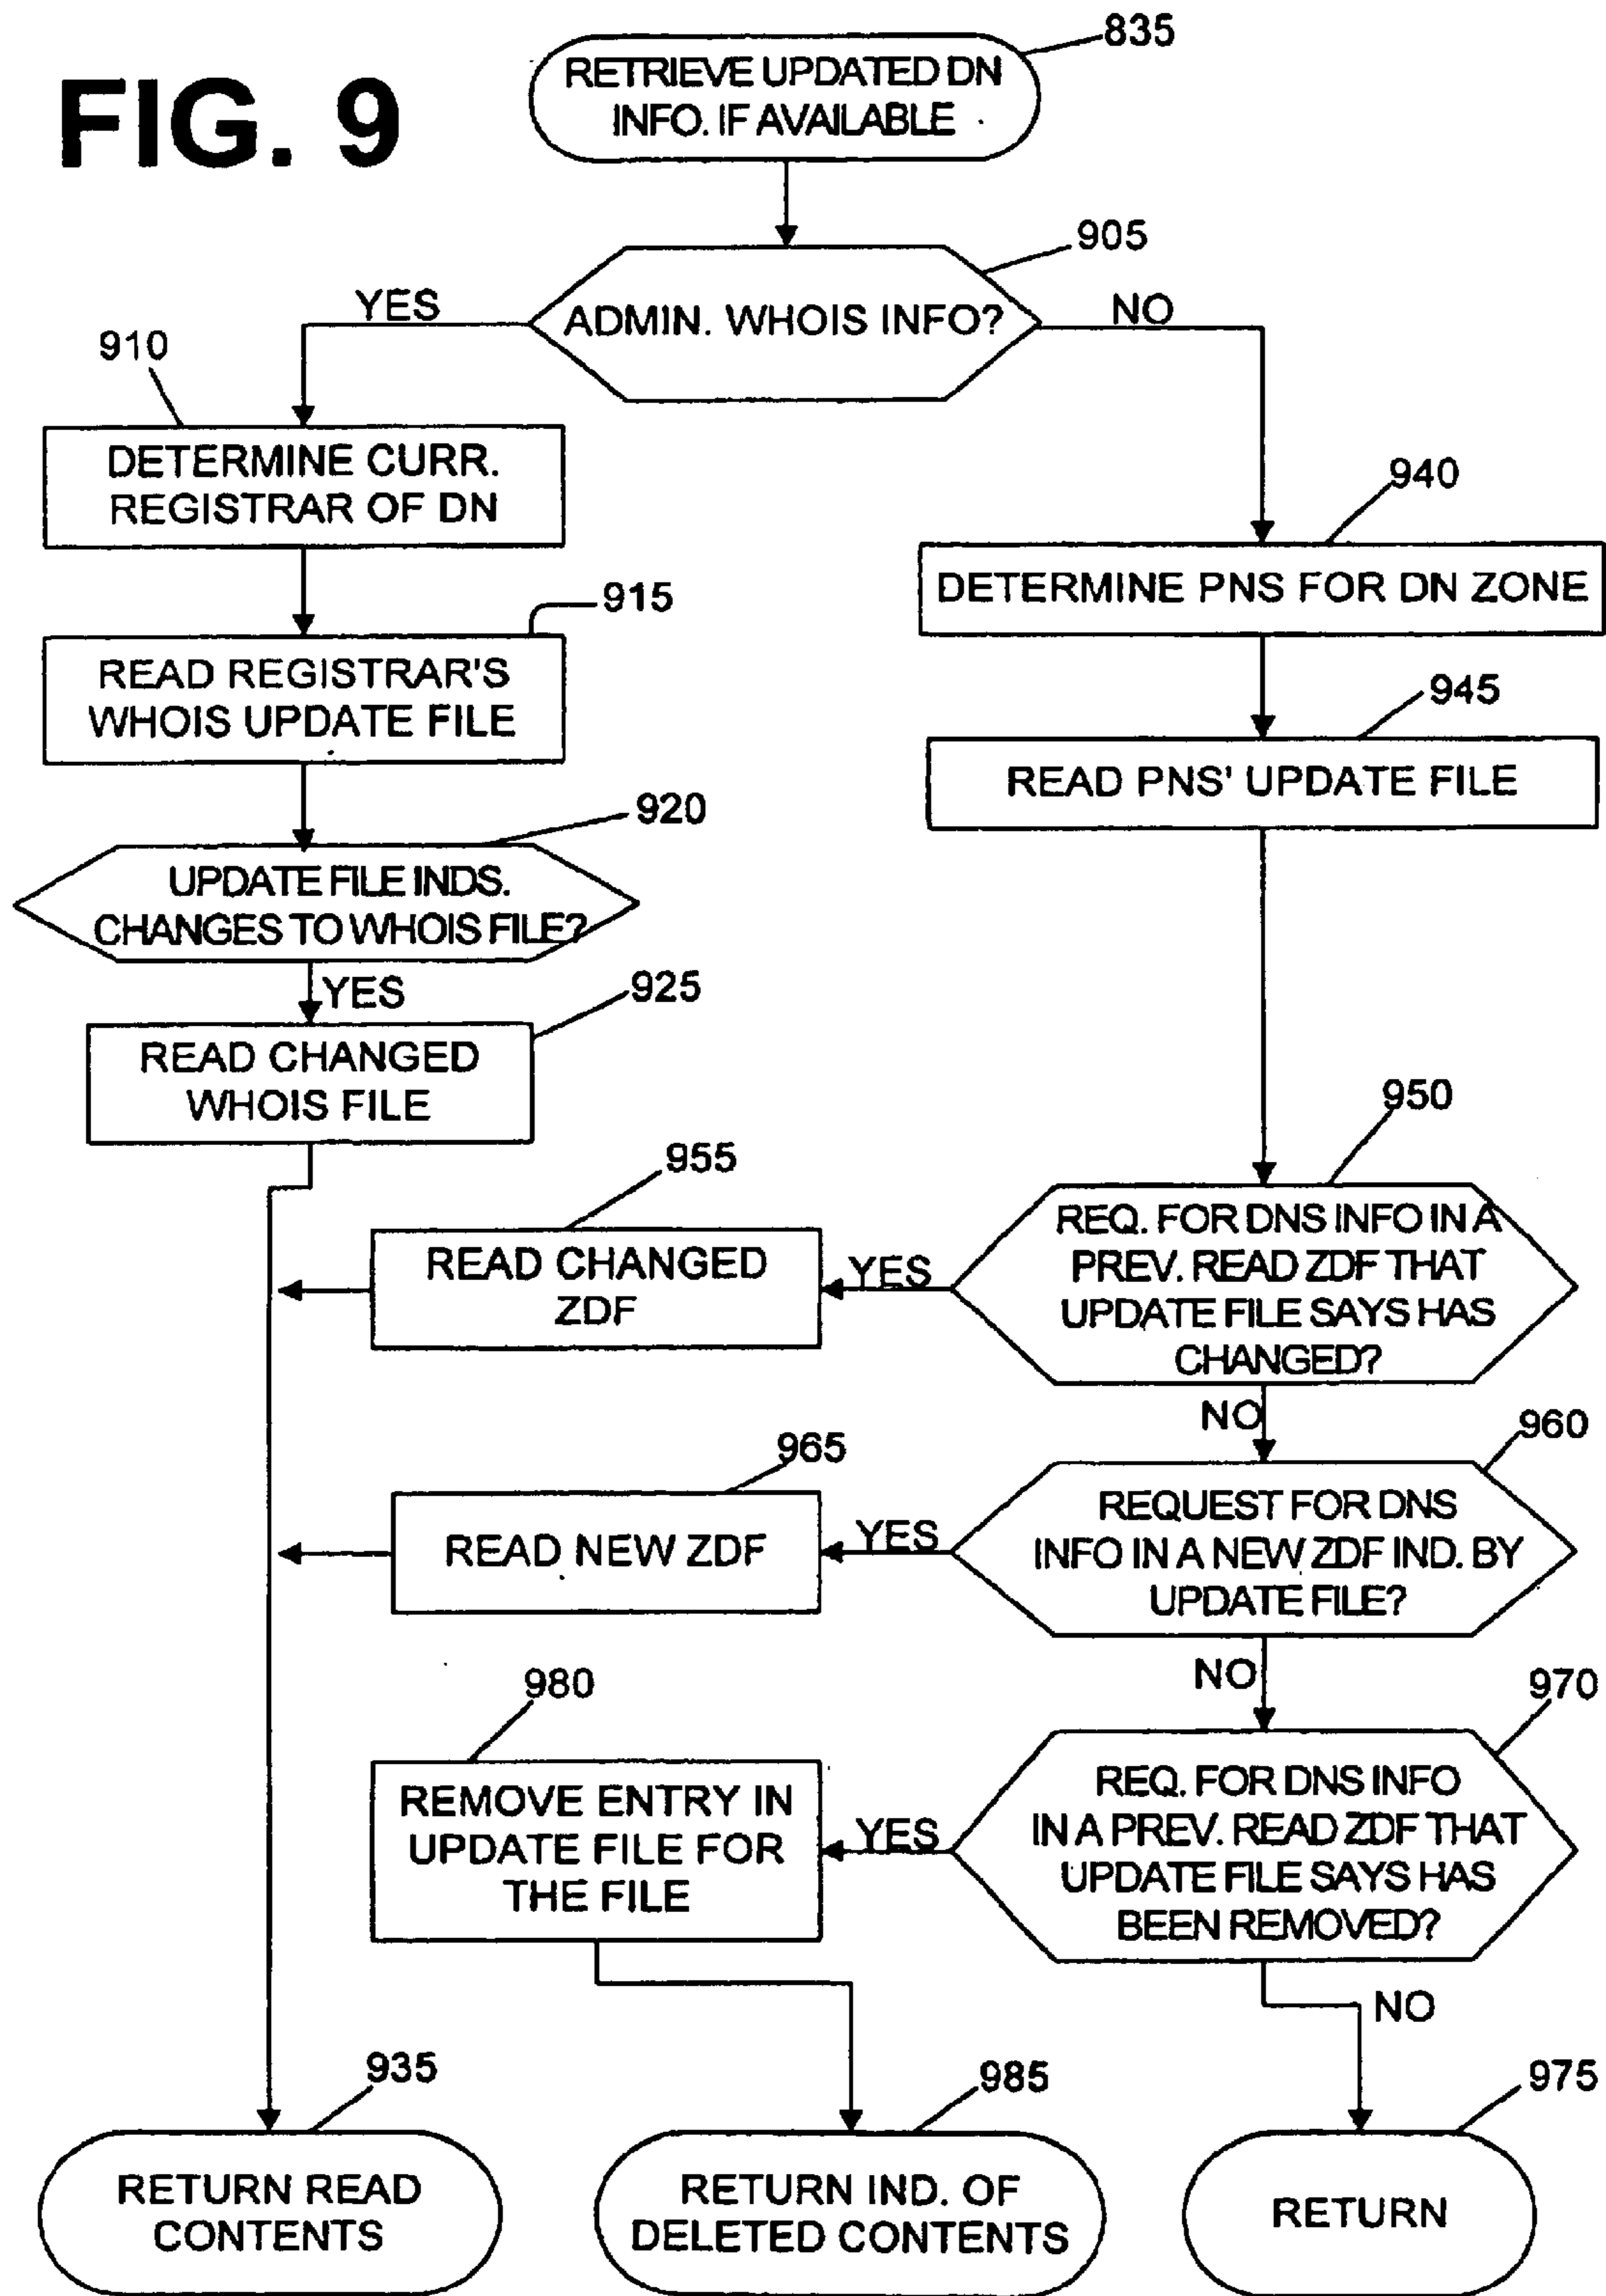 FIG. 9
835
RETRIEVE UPDATED DN
INFO. IF AVAILABLE
905
ADMIN. WHOIS INFO?
YES
NO
910
DETERMINE CURR.
REGISTRAR OF DN
915
READ REGISTRAR'S
WHOIS UPDATE FILE
920
UPDATE FILE INDS.
CHANGES TO WHOIS FILE?
YES
925
READ CHANGED
WHOIS FILE
940
DETERMINE PNS FOR DN ZONE
945
READ PNS' UPDATE FILE
950
REQ. FOR DNS INFO IN A
PREV. READ ZDF THAT
UPDATE FILE SAYS HAS
CHANGED?
YES
955
READ CHANGED
ZDF
NO
960
REQUEST FOR DNS
INFO IN A NEW ZDF IND. BY
UPDATE FILE?
YES
965
READ NEW ZDF
NO
970
REQ. FOR DNS INFO
IN A PREV. READ ZDF THAT
UPDATE FILE SAYS HAS
BEEN REMOVED?
YES
980
REMOVE ENTRY IN
UPDATE FILE FOR
THE FILE
NO
935
RETURN READ
CONTENTS
985
RETURN IND. OF
DELETED CONTENTS
975
RETURN